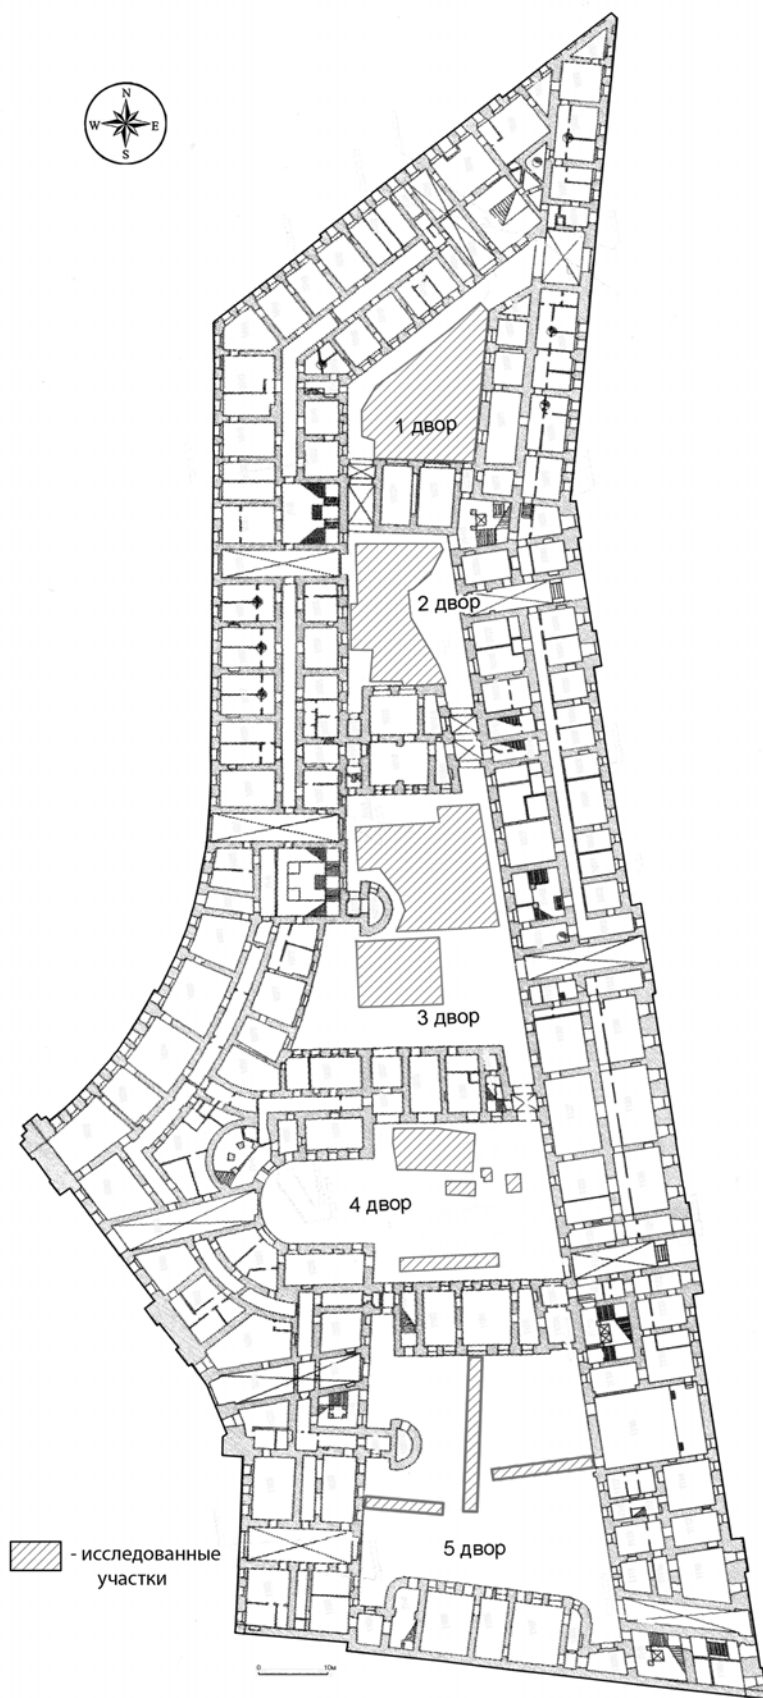 N
W E
S
1 двор
2 двор
3 двор
4 двор
5 двор
- исследованные
участки
0 10м